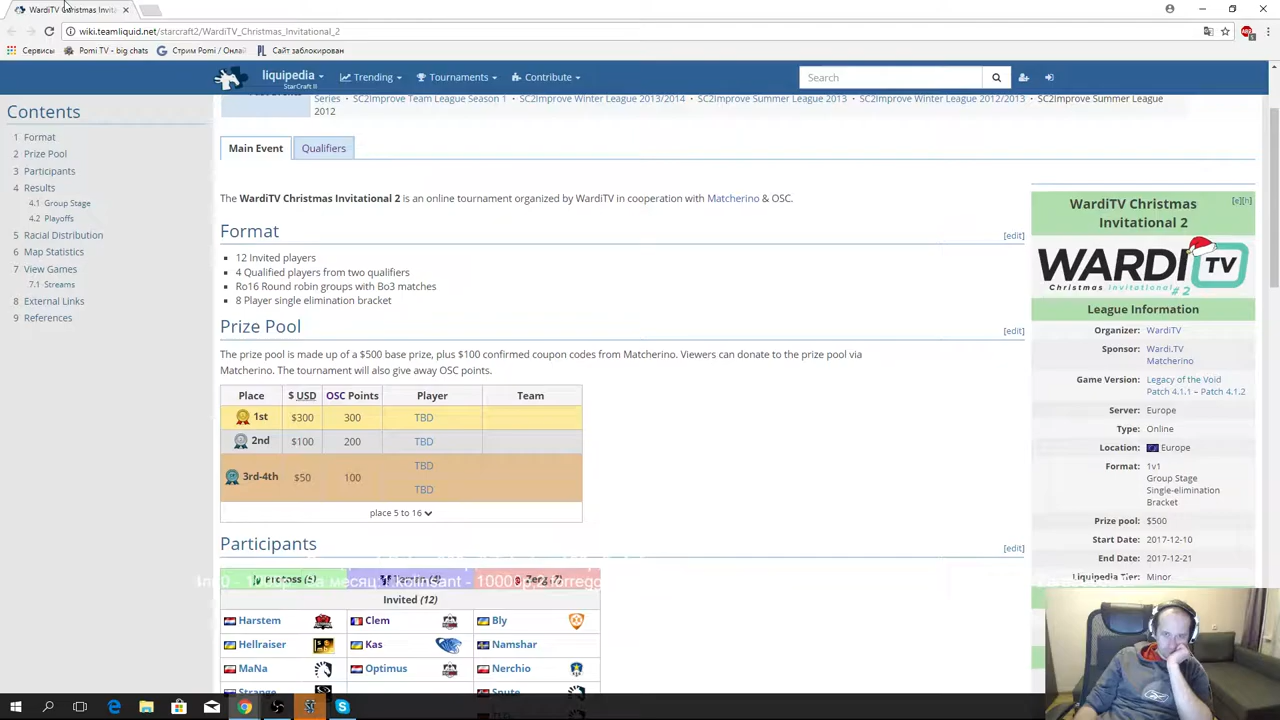 WardiTV Christmas Invita
wiki.teamliquid.net/starcraft2/WardiTV_Christmas_Invitational_2
Сервисы Pomi TV - big chats Стрим Pomi / Онла Сайт заблокирован
liquipedia
StarCraft II
Trending Tournaments Contribute Search
Contents
1 Format
2 Prize Pool
3 Participants
4 Results
4.1 Group Stage
4.2 Playoffs
5 Racial Distribution
6 Map Statistics
7 View Games
7.1 Streams
8 External Links
9 References
Series • SC2Improve Team League Season 1 • SC2Improve Winter League 2013/2014 • SC2Improve Summer League 2013 • SC2Improve Winter League 2012/2013 • SC2Improve Summer League
2012
Main Event Qualifiers
The WardiTV Christmas Invitational 2 is an online tournament organized by WardiTV in cooperation with Matcherino & OSC.
Format [edit]
12 Invited players
4 Qualified players from two qualifiers
Ro16 Round robin groups with Bo3 matches
8 Player single elimination bracket
Prize Pool [edit]
The prize pool is made up of a $500 base prize, plus $100 confirmed coupon codes from Matcherino. Viewers can donate to the prize pool via
Matcherino. The tournament will also give away OSC points.
Place $ USD OSC Points Player Team
1st $300 300 TBD
2nd $100 200 TBD
3rd-4th $50 100 TBD
TBD
place 5 to 16
Participants [edit]
Invited (12)
Harstem Clem Bly
Hellraiser Kas Namshar
MaNa Optimus Nerchio
Strange Snute
WardiTV Christmas
Invitational 2
[e][h]
WARDI TV
Christmas Invitational #2
League Information
Organizer: WardiTV
Sponsor: Wardi.TV
Matcherino
Game Version: Legacy of the Void
Patch 4.1.1 – Patch 4.1.2
Server: Europe
Type: Online
Location: Europe
Format: 1v1
Group Stage
Single-elimination
Bracket
Prize pool: $500
Start Date: 2017-12-10
End Date: 2017-12-21
Liquipedia Tier: Minor